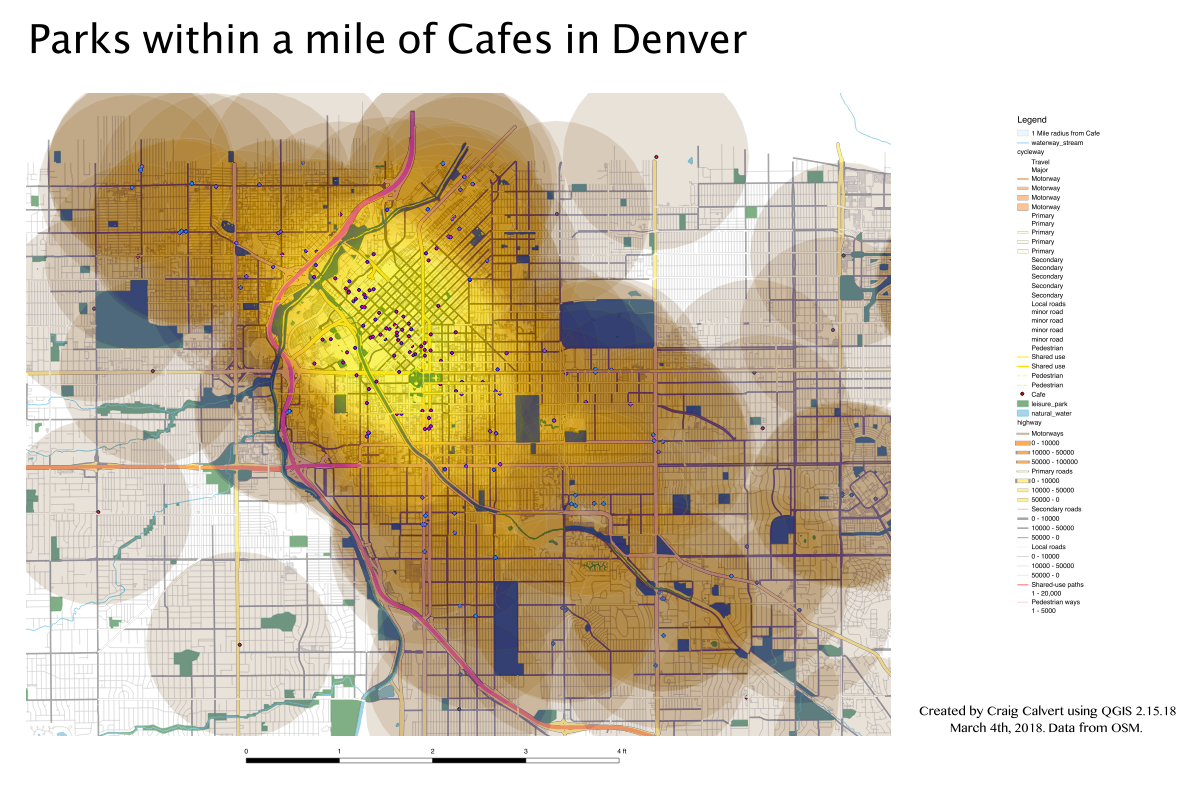 Parks within a mile of Cafes in Denver
Legend
1 Mile radius from Cafe
waterway_stream
cycleway
Travel
Major
Motorway
Motorway
Motorway
Motorway
Primary
Primary
Primary
Primary
Primary
Secondary
Secondary
Secondary
Secondary
Secondary
Local roads
minor road
minor road
minor road
minor road
Pedestrian
Shared use
Shared use
Pedestrian
Pedestrian
Cafe
leisure_park
natural_water
highway
Motorways
0 - 10000
10000 - 50000
50000 - 100000
Primary roads
0 - 10000
10000 - 50000
50000 - 0
Secondary roads
0 - 10000
10000 - 50000
50000 - 0
Local roads
0 - 10000
10000 - 50000
50000 - 0
Shared-use paths
1 - 20,000
Pedestrian ways
1 - 5000
Created by Craig Calvert using QGIS 2.15.18
March 4th, 2018. Data from OSM.
0 1 2 3 4 ft